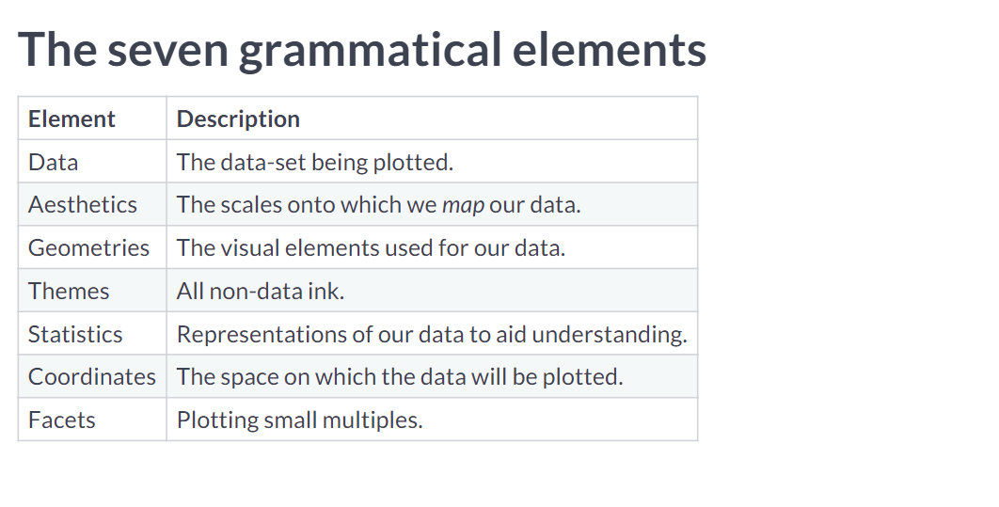 The seven grammatical elements
Element Description
Data The data-set being plotted.
Aesthetics The scales onto which we map our data.
Geometries The visual elements used for our data.
Themes All non-data ink.
Statistics Representations of our data to aid understanding.
Coordinates The space on which the data will be plotted.
Facets Plotting small multiples.